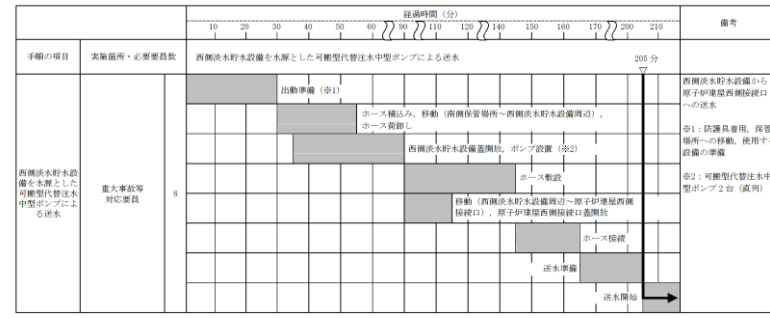 経過時間（分）
備考
10 20 30 40 50 60 90 100 110 120 130 140 150 160 170 190 200 210
手順の項目
実施箇所・必要要員数
西側淡水貯水設備を水源とした可搬型代替注水中型ポンプによる送水
205 分
西側淡水貯水設備を水源とした可搬型代替注水中型ポンプによる送水
重大事故等
対応要員
8
出動準備（※1）
ホース積込み，移動（南側保管場所～西側淡水貯水設備周辺），
ホース荷卸し
西側淡水貯水設備蓋開放，ポンプ設置（※2）
ホース敷設
移動（西側淡水貯水設備周辺～原子炉建屋西側
接続口），原子炉建屋西側接続口蓋開放
ホース接続
送水準備
送水開始
西側淡水貯水設備から
原子炉建屋西側接続口
への送水
※1：防護具着用，保管
場所への移動，使用する
設備の準備
※2：可搬型代替注水中
型ポンプ2台（直列）